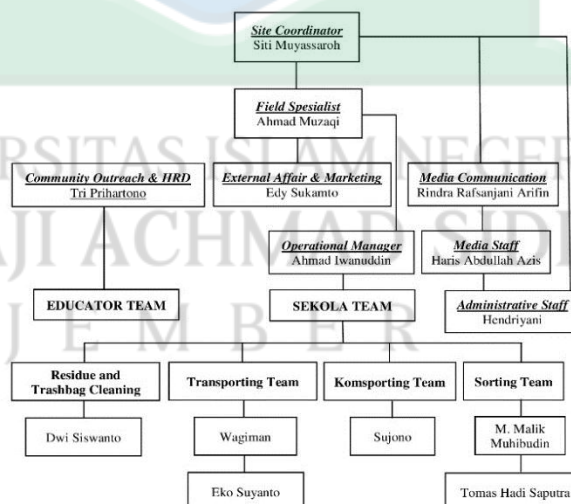 Site Coordinator
Siti Muyassaroh
Field Spesialist
Ahmad Muzaqi
Community Outreach & HRD
Tri Prihartono
External Affair & Marketing
Edy Sukamto
Media Communication
Rindra Rafsanjani Arifin
Operational Manager
Ahmad Iwanuddin
Media Staff
Haris Abdullah Azis
EDUCATOR TEAM
SEKOLA TEAM
Administrative Staff
Hendriyani
Residue and
Trashbag Cleaning
Transporting Team
Komsporting Team
Sorting Team
Dwi Siswanto
Wagiman
Sujono
M. Malik
Muhibudin
Eko Suyanto
Tomas Hadi Saputra
JEMBER